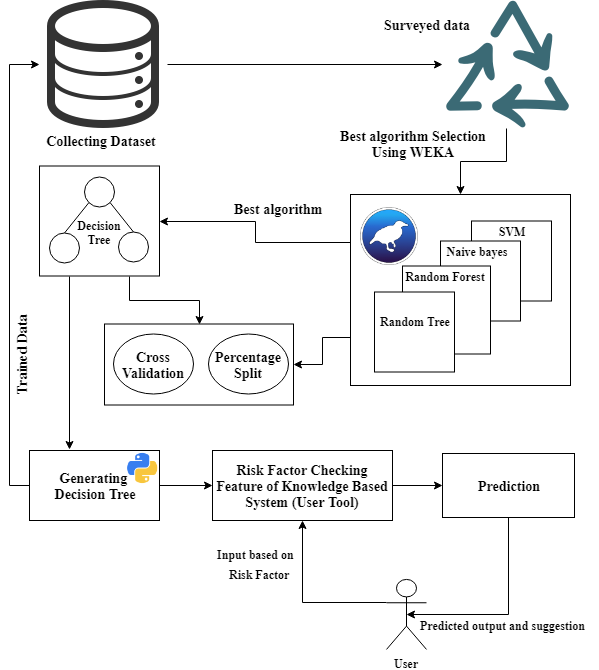 Surveyed data
Collecting Dataset
Best algorithm Selection
Using WEKA
Decision
Tree
Best algorithm
SVM
Naive bayes
Random Forest
Random Tree
Cross
Validation
Percentage
Split
Trained Data
Generating
Decision Tree
Risk Factor Checking
Feature of Knowledge Based
System (User Tool)
Prediction
Input based on
Risk Factor
Predicted output and suggestion
User